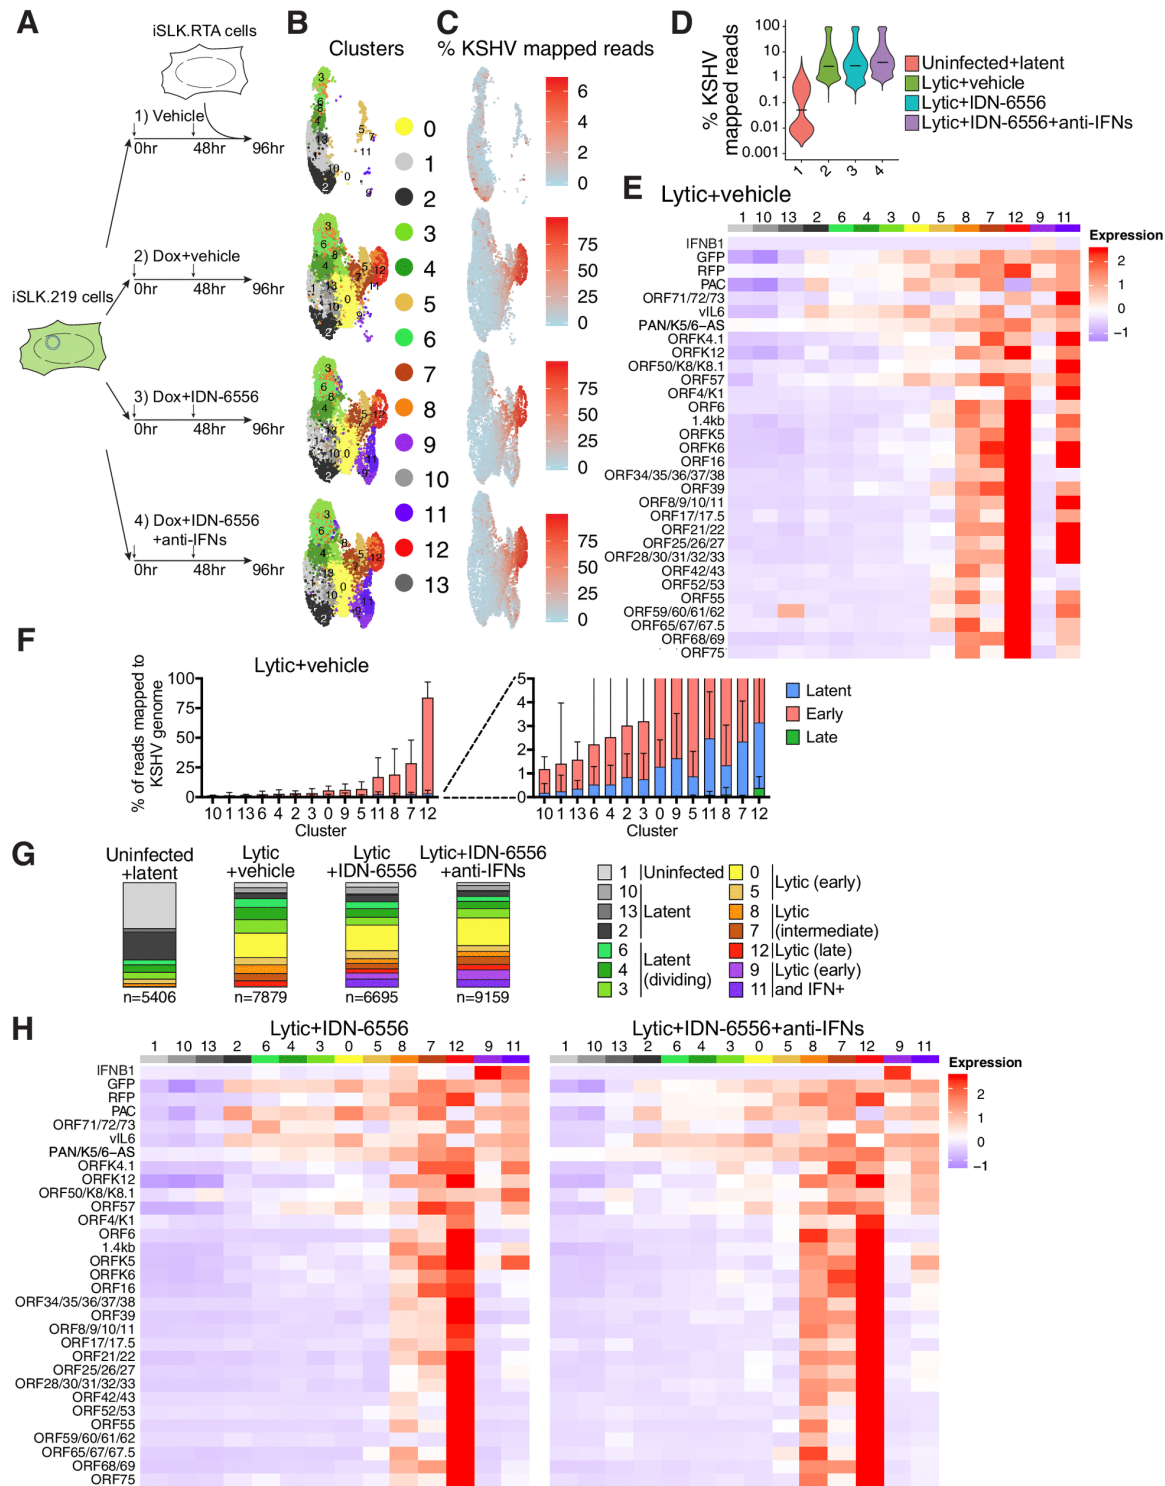 A
iSLK.RTA cells
1) Vehicle
0hr 48hr 96hr
2) Dox+vehicle
0hr 48hr 96hr
iSLK.219 cells
3) Dox+IDN-6556
0hr 48hr 96hr
4) Dox+IDN-6556
+anti-IFNs
0hr 48hr 96hr
B
Clusters
0
1
2
3
4
5
6
7
8
9
10
11
12
13
C
% KSHV mapped reads
6
4
2
0
75
50
25
0
75
50
25
0
75
50
25
0
D
% KSHV
mapped reads
100
10
1
0.1
0.01
0.001
1 2 3 4
Uninfected+latent
Lytic+vehicle
Lytic+IDN-6556
Lytic+IDN-6556+anti-IFNs
E
Lytic+vehicle
1 10 13 2 6 4 3 0 5 8 7 12 9 11
IFNB1
GFP
RFP
PAC
ORF71/72/73
vIL6
PAN/K5/6–AS
ORFK4.1
ORFK12
ORF50/K8/K8.1
ORF57
ORF4/K1
ORF6
1.4kb
ORFK5
ORFK6
ORF16
ORF34/35/36/37/38
ORF39
ORF8/9/10/11
ORF17/17.5
ORF21/22
ORF25/26/27
ORF28/30/31/32/33
ORF42/43
ORF52/53
ORF55
ORF59/60/61/62
ORF65/67/67.5
ORF68/69
ORF75
Expression
2
1
0
−1
F
Lytic+vehicle
% of reads mapped to
KSHV genome
100
75
50
25
0
10 1 13 6 4 2 3 0 9 5 11 8 7 12
Cluster
5
4
3
2
1
0
10 1 13 6 4 2 3 0 9 5 11 8 7 12
Cluster
Latent
Early
Late
G
Uninfected
+latent
n=5406
Lytic
+vehicle
n=7879
Lytic
+IDN-6556
n=6695
Lytic+IDN-6556
+anti-IFNs
n=9159
1 Uninfected
10
13 Latent
2
6
4 Latent
3 (dividing)
0 Lytic (early)
5
8 Lytic
7 (intermediate)
12 Lytic (late)
9 Lytic (early)
11 and IFN+
H
Lytic+IDN-6556
1 10 13 2 6 4 3 0 5 8 7 12 9 11
Lytic+IDN-6556+anti-IFNs
1 10 13 2 6 4 3 0 5 8 7 12 9 11
IFNB1
GFP
RFP
PAC
ORF71/72/73
vIL6
PAN/K5/6–AS
ORFK4.1
ORFK12
ORF50/K8/K8.1
ORF57
ORF4/K1
ORF6
1.4kb
ORFK5
ORFK6
ORF16
ORF34/35/36/37/38
ORF39
ORF8/9/10/11
ORF17/17.5
ORF21/22
ORF25/26/27
ORF28/30/31/32/33
ORF42/43
ORF52/53
ORF55
ORF59/60/61/62
ORF65/67/67.5
ORF68/69
ORF75
Expression
2
1
0
−1